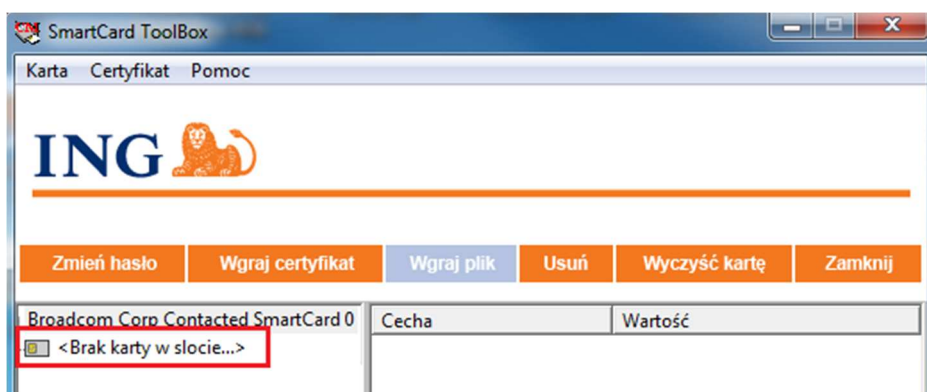 SmartCard ToolBox
Karta Certyfikat Pomoc
ING
Zmień hasło Wgraj certyfikat Wgraj plik Usuń Wyczyść kartę Zamknij
Broadcom Corp Contacted SmartCard 0 Cecha Wartość
<Brak karty w slocie...>